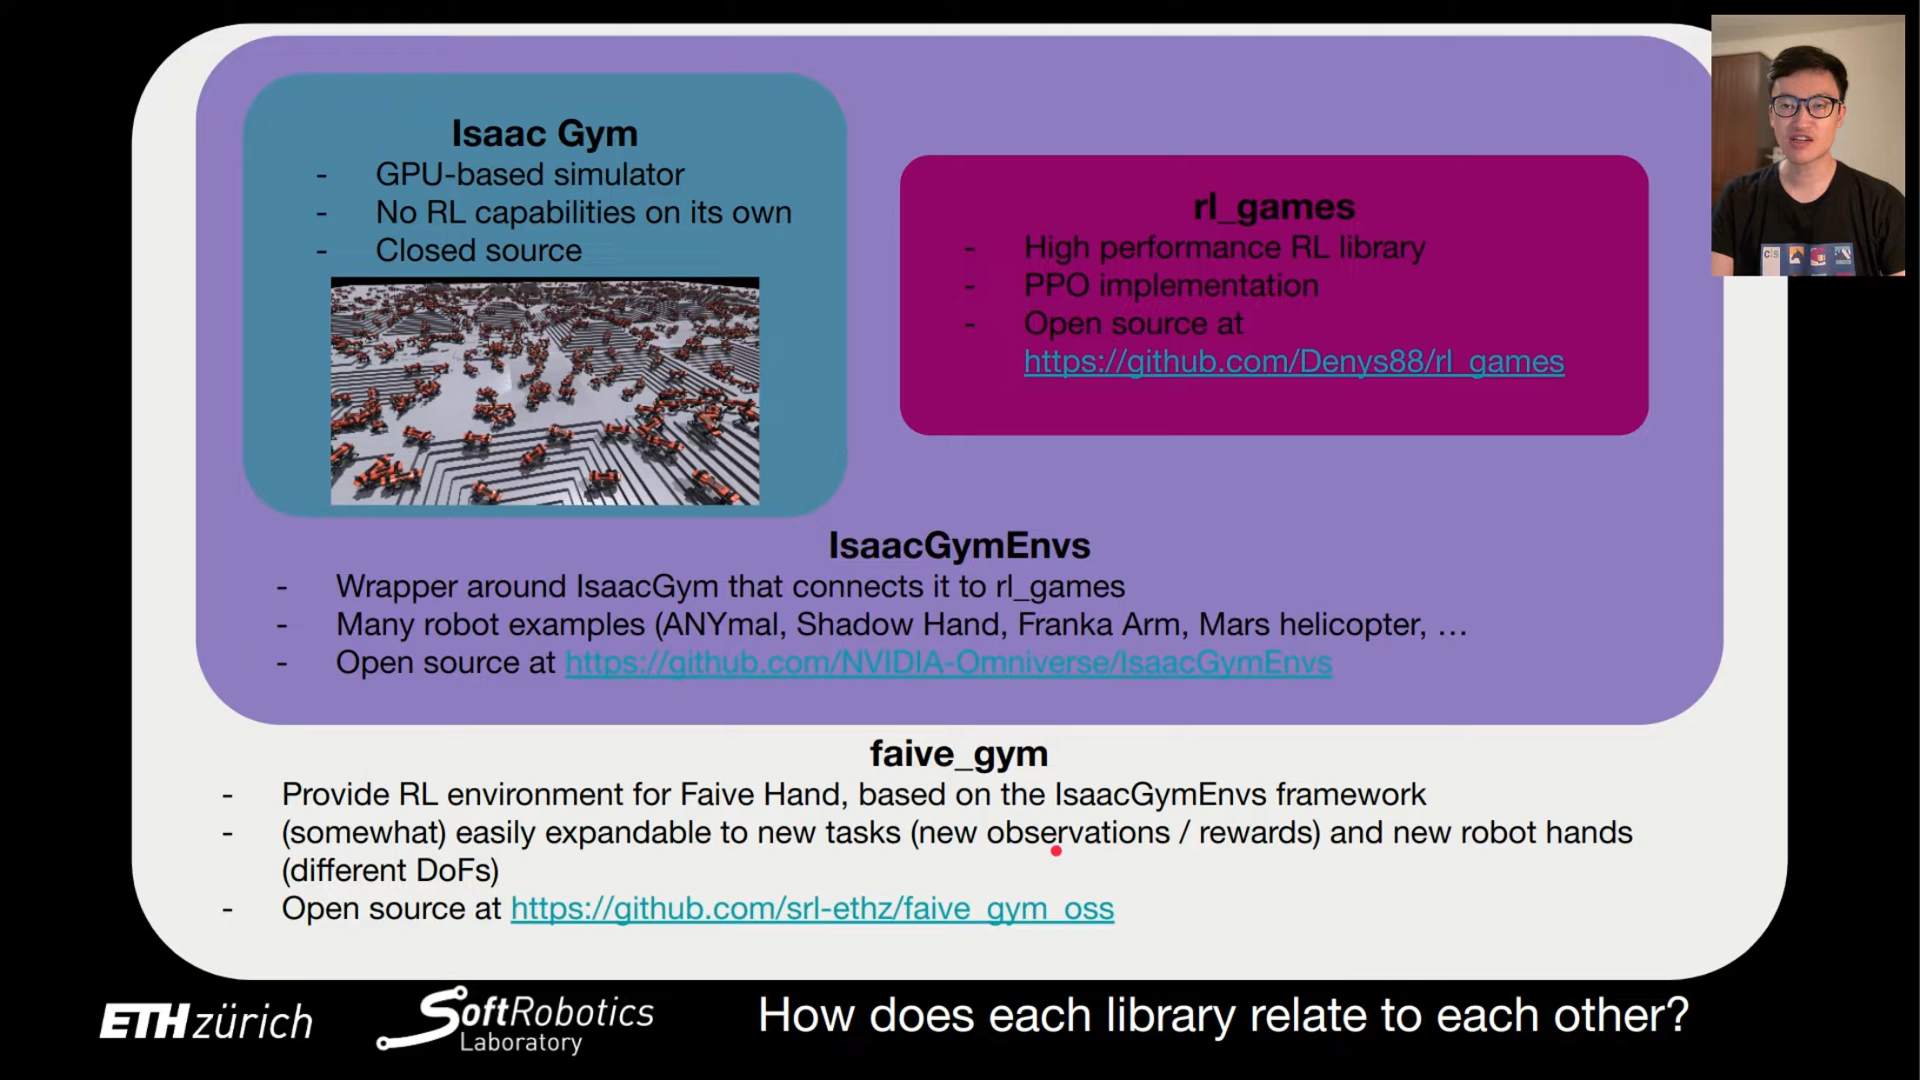 Isaac Gym
- GPU-based simulator
- No RL capabilities on its own
- Closed source
rl_games
- High performance RL library
- PPO implementation
- Open source at
https://github.com/Denys88/rl_games
IsaacGymEnvs
- Wrapper around IsaacGym that connects it to rl_games
- Many robot examples (ANYmal, Shadow Hand, Franka Arm, Mars helicopter, …
- Open source at https://github.com/NVIDIA-Omniverse/IsaacGymEnvs
faive_gym
- Provide RL environment for Faive Hand, based on the IsaacGymEnvs framework
- (somewhat) easily expandable to new tasks (new observations / rewards) and new robot hands
(different DoFs)
- Open source at https://github.com/srl-ethz/faive_gym_oss
ETH zürich
SoftRobotics
Laboratory
How does each library relate to each other?